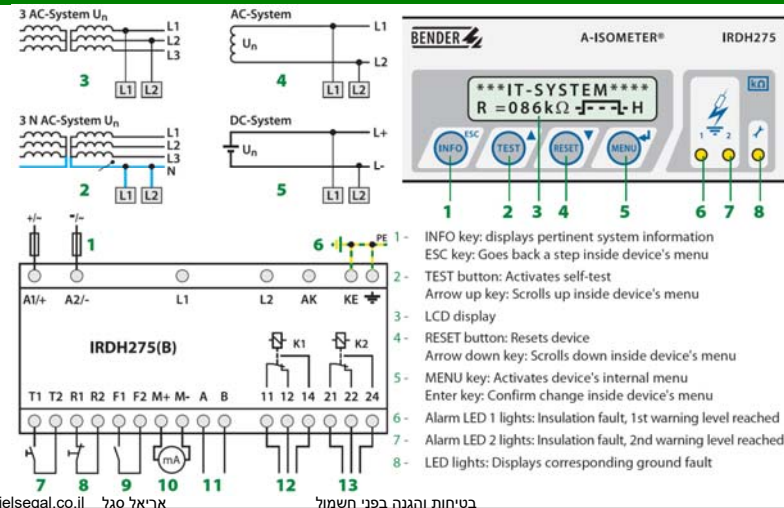 3 AC-System Un
L1
L2
L3
3
L1 L2
AC-System
Un
L1
L2
4
L1 L2
3 N AC-System Un
L1
L2
L3
N
2
L1 L2
DC-System
Un
L+
L-
5
L1 L2
BENDER A-ISOMETER® IRDH275
***IT-SYSTEM****
R =086kΩ H
kΩ
INFO ESC TEST RESET MENU
1 2
1 2 3 4 5 6 7 8
+/~ -/~
1
6 PE
A1/+ A2/- L1 L2 AK KE
IRDH275(B)
K1 K2
T1 T2 R1 R2 F1 F2 M+ M- A B 11 12 14 21 22 24
mA
7 8 9 10 11 12 13
1 - INFO key: displays pertinent system information
ESC key: Goes back a step inside device's menu
2 - TEST button: Activates self-test
Arrow up key: Scrolls up inside device's menu
3 - LCD display
4 - RESET button: Resets device
Arrow down key: Scrolls down inside device's menu
5 - MENU key: Activates device's internal menu
Enter key: Confirm change inside device's menu
6 - Alarm LED 1 lights: Insulation fault, 1st warning level reached
7 - Alarm LED 2 lights: Insulation fault, 2nd warning level reached
8 - LED lights: Displays corresponding ground fault
בטיחות והגנה בפני חשמול
אריאל סגל ielsegal.co.il